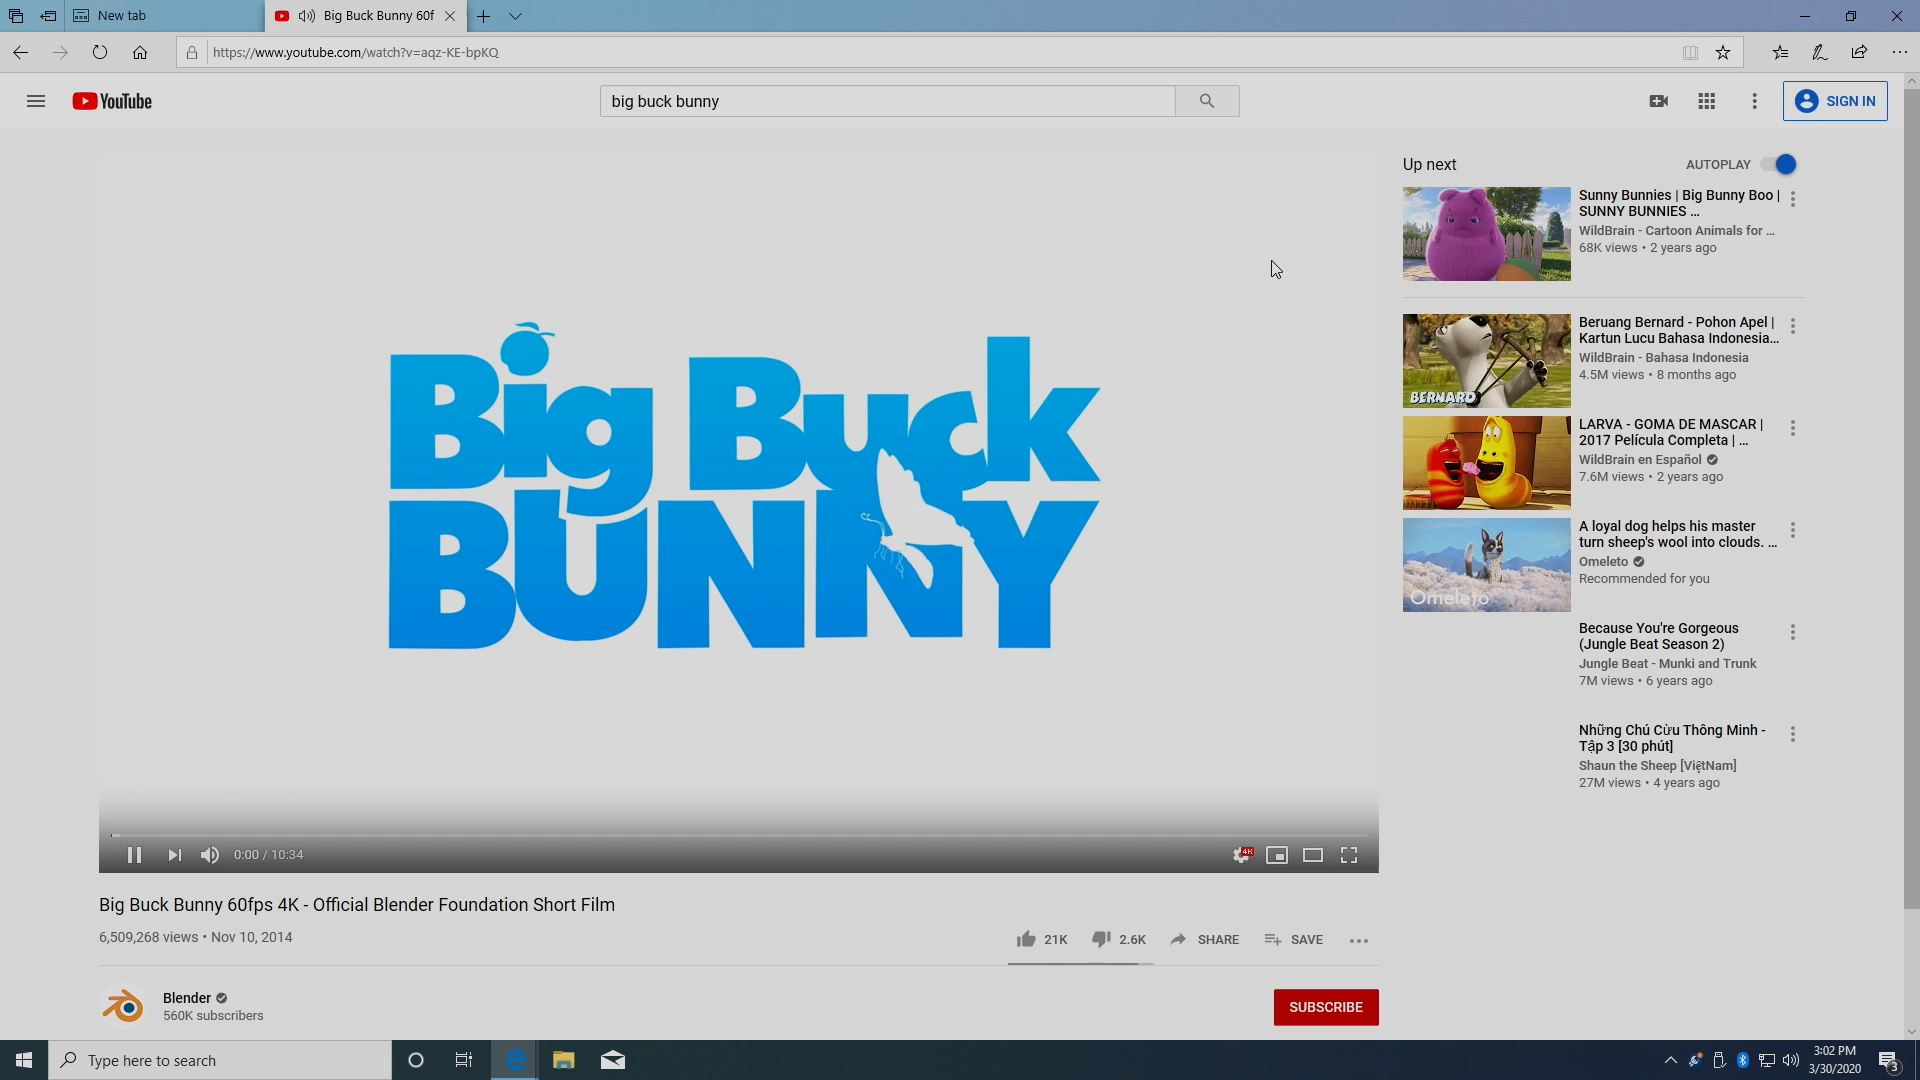 New tab
Big Buck Bunny 60f
https://www.youtube.com/watch?v=aqz-KE-bpKQ
YouTube
big buck bunny
SIGN IN
Big Buck
BUNNY
0:00 / 10:34
4K
Big Buck Bunny 60fps 4K - Official Blender Foundation Short Film
6,509,268 views • Nov 10, 2014
21K
2.6K
SHARE
SAVE
Blender
560K subscribers
SUBSCRIBE
Up next
AUTOPLAY
Sunny Bunnies | Big Bunny Boo |
SUNNY BUNNIES ...
WildBrain - Cartoon Animals for ...
68K views • 2 years ago
BERNARD
Beruang Bernard - Pohon Apel |
Kartun Lucu Bahasa Indonesia...
WildBrain - Bahasa Indonesia
4.5M views • 8 months ago
LARVA - GOMA DE MASCAR |
2017 Película Completa | ...
WildBrain en Español
7.6M views • 2 years ago
Omeleto
A loyal dog helps his master
turn sheep's wool into clouds. ...
Omeleto
Recommended for you
Because You're Gorgeous
(Jungle Beat Season 2)
Jungle Beat - Munki and Trunk
7M views • 6 years ago
Những Chú Cừu Thông Minh -
Tập 3 [30 phút]
Shaun the Sheep [ViệtNam]
27M views • 4 years ago
Type here to search
3:02 PM
3/30/2020
3